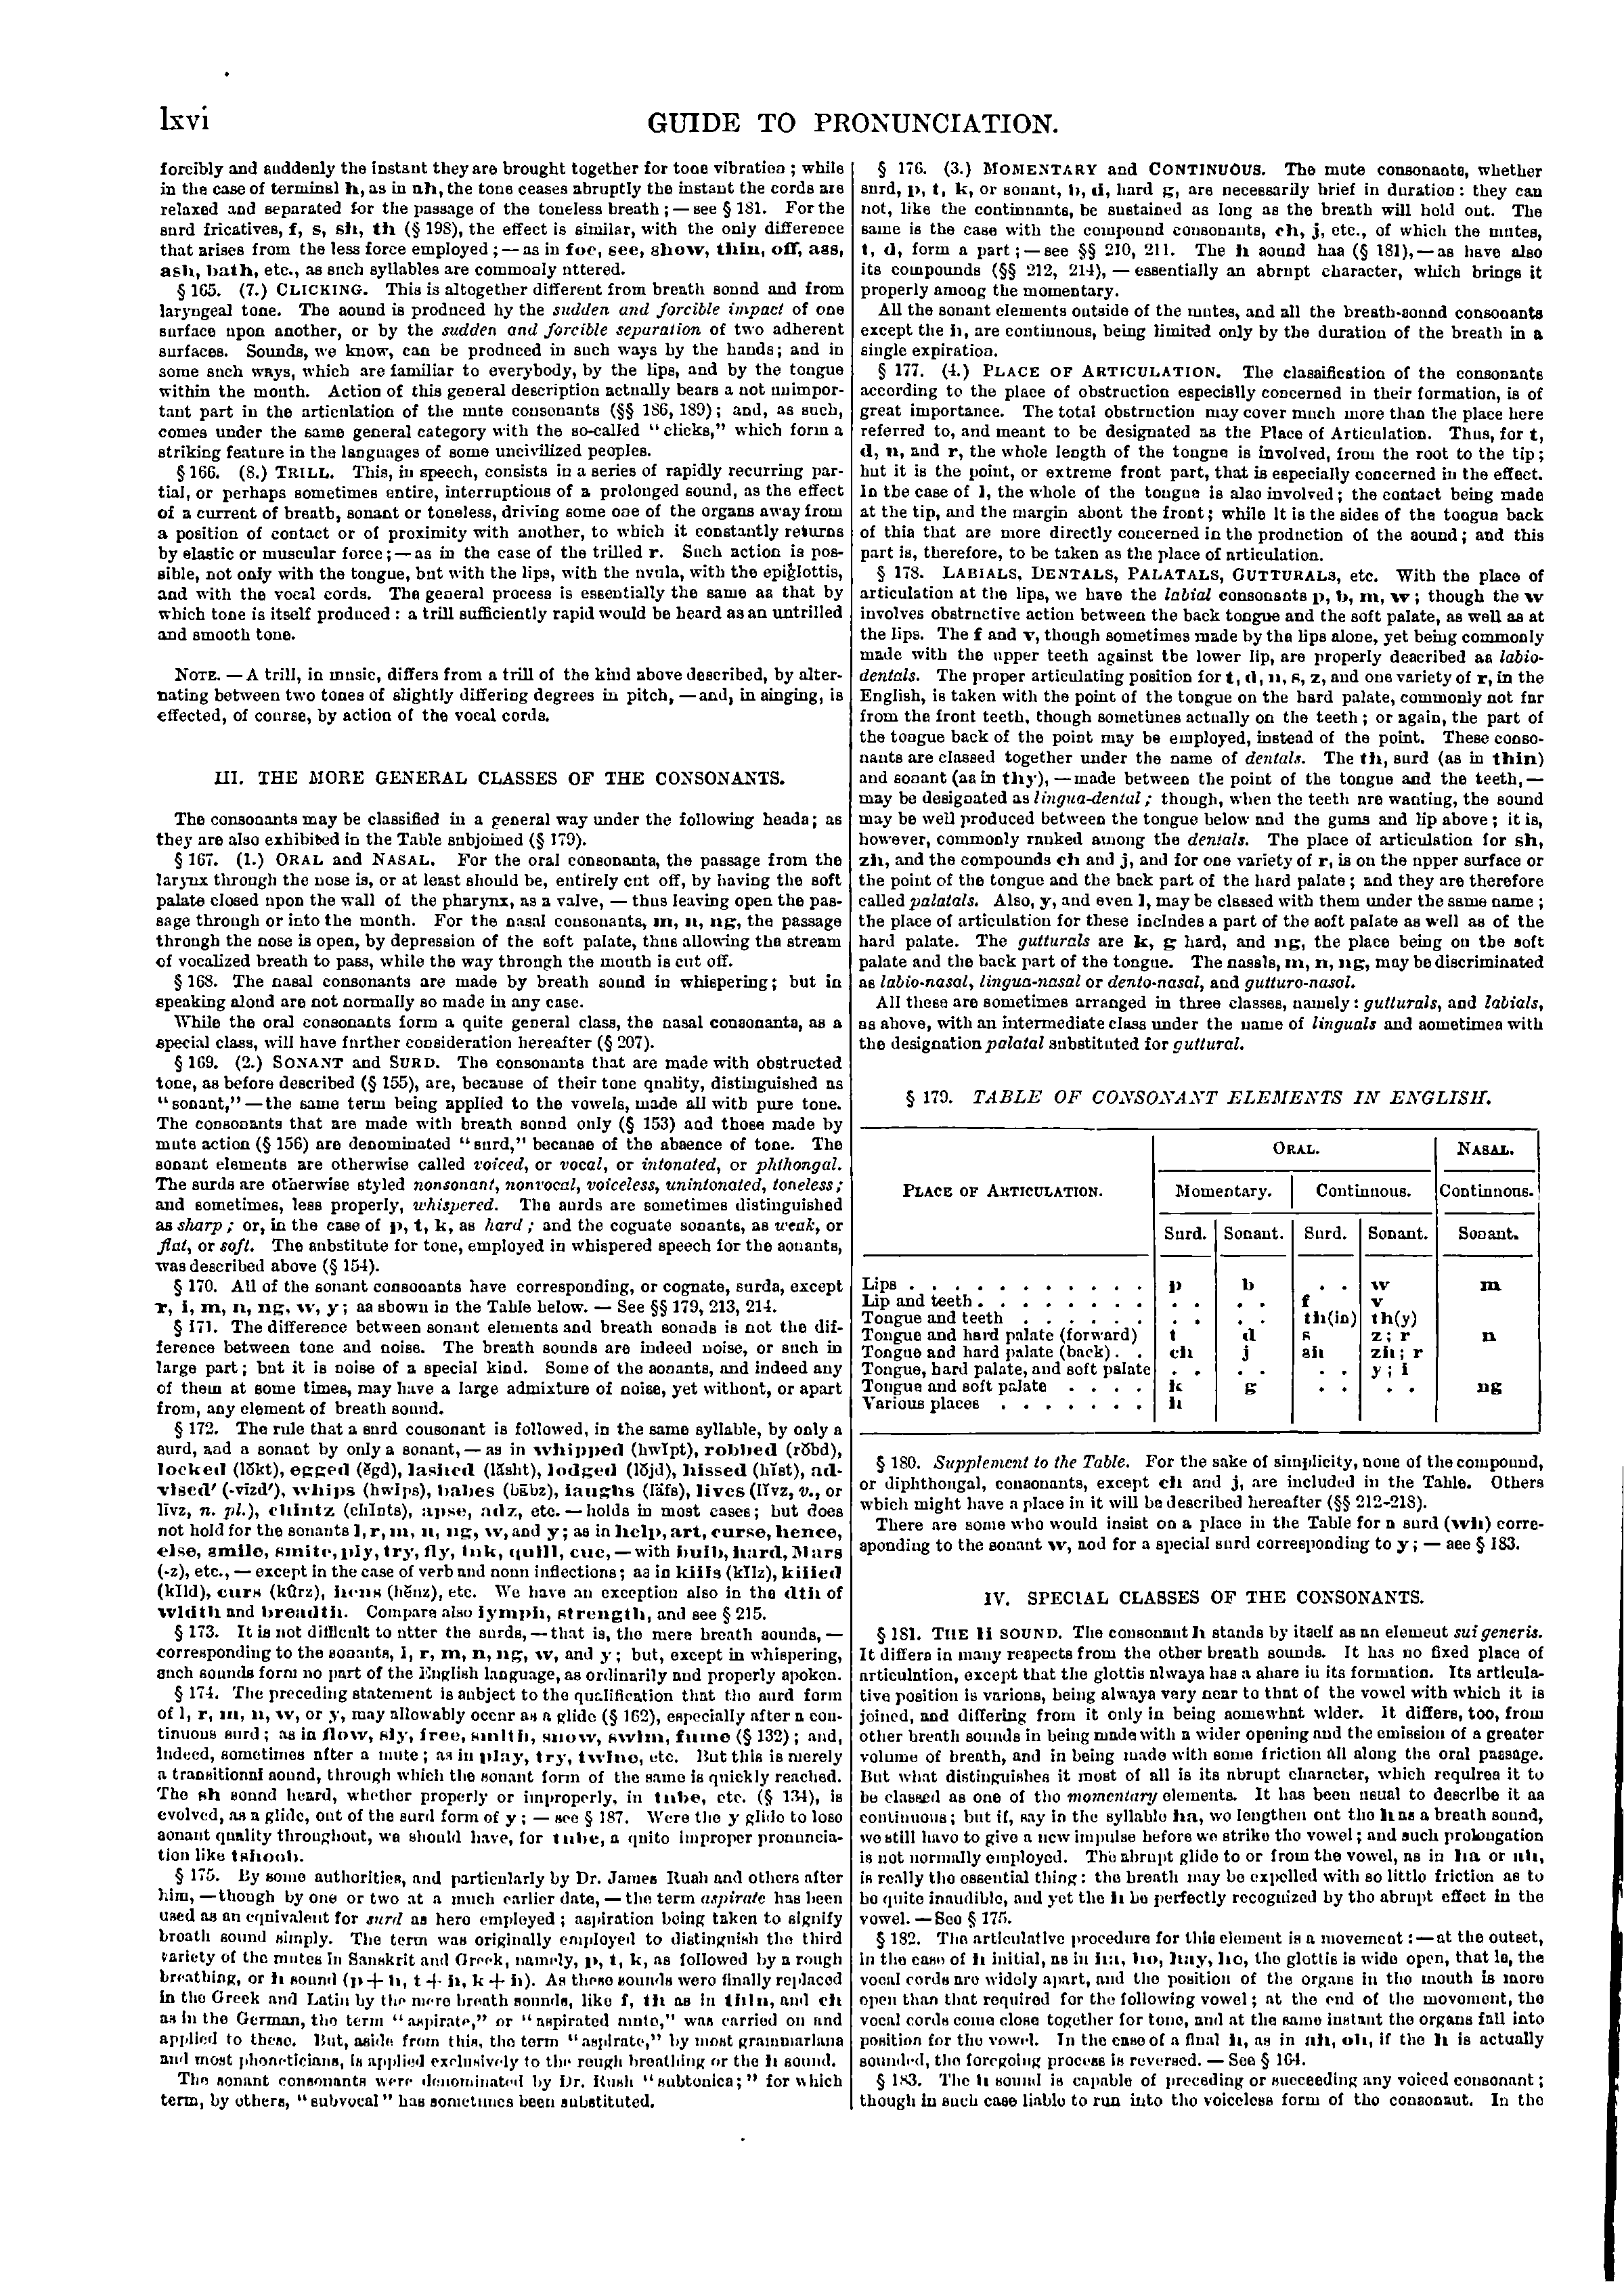 lxvi
GUIDE TO PRONUNCIATION.
forcibly and suddenly the instant they are brought together for tone vibration; while
in the case of terminal h, as in ah, the tone ceases abruptly the instant the cords are
relaxed and separated for the passage of the toneless breath; — see § 181. For the
surd fricatives, f, s, sh, th (§ 198), the effect is similar, with the only difference
that arises from the less force employed; — as in foe, see, show, thin, off, ass,
ash, bath, etc., as such syllables are commonly uttered.
§ 165. (7.) CLICKING. This is altogether different from breath sound and from
laryngeal tone. The sound is produced by the sudden and forcible impact of one
surface upon another, or by the sudden and forcible separation of two adherent
surfaces. Sounds, we know, can be produced in such ways by the hands; and in
some such ways, which are familiar to everybody, by the lips, and by the tongue
within the mouth. Action of this general description actually bears a not unimpor-
tant part in the articulation of the mute consonants (§§ 186, 189); and, as such,
comes under the same general category with the so-called "clicks," which form a
striking feature in the languages of some uncivilized peoples.
§ 166. (8.) TRILL. This, in speech, consists in a series of rapidly recurring par-
tial, or perhaps sometimes entire, interruptions of a prolonged sound, as the effect
of a current of breath, sonant or toneless, driving some one of the organs away from
a position of contact or of proximity with another, to which it constantly returns
by elastic or muscular force; — as in the case of the trilled r. Such action is pos-
sible, not only with the tongue, but with the lips, with the uvula, with the epiglottis,
and with the vocal cords. The general process is essentially the same as that by
which tone is itself produced: a trill sufficiently rapid would be heard as an untrilled
and smooth tone.
NOTE. — A trill, in music, differs from a trill of the kind above described, by alter-
nating between two tones of slightly differing degrees in pitch, — and, in singing, is
effected, of course, by action of the vocal cords.
III. THE MORE GENERAL CLASSES OF THE CONSONANTS.
The consonants may be classified in a general way under the following heads; as
they are also exhibited in the Table subjoined (§ 179).
§ 167. (1.) ORAL and NASAL. For the oral consonants, the passage from the
larynx through the nose is, or at least should be, entirely cut off, by having the soft
palate closed upon the wall of the pharynx, as a valve, — thus leaving open the pas-
sage through or into the mouth. For the nasal consonants, m, n, ng, the passage
through the nose is open, by depression of the soft palate, thus allowing the stream
of vocalized breath to pass, while the way through the mouth is cut off.
§ 168. The nasal consonants are made by breath sound in whispering; but in
speaking aloud are not normally so made in any case.
While the oral consonants form a quite general class, the nasal consonants, as a
special class, will have further consideration hereafter (§ 207).
§ 169. (2.) SONANT and SURD. The consonants that are made with obstructed
tone, as before described (§ 155), are, because of their tone quality, distinguished as
"sonant," — the same term being applied to the vowels, made all with pure tone.
The consonants that are made with breath sound only (§ 153) and those made by
mute action (§ 156) are denominated "surd," because of the absence of tone. The
sonant elements are otherwise called voiced, or vocal, or intonated, or phthongal.
The surds are otherwise styled nonsonant, nonvocal, voiceless, unintonated, toneless;
and sometimes, less properly, whispered. The surds are sometimes distinguished
as sharp; or, in the case of p, t, k, as hard; and the cognate sonants, as weak, or
flat, or soft. The substitute for tone, employed in whispered speech for the sonants,
was described above (§ 154).
§ 170. All of the sonant consonants have corresponding, or cognate, surds, except
r, l, m, n, ng, w, y; as shown in the Table below. — See §§ 179, 213, 214.
§ 171. The difference between sonant elements and breath sounds is not the dif-
ference between tone and noise. The breath sounds are indeed noise, or such in
large part; but it is noise of a special kind. Some of the sonants, and indeed any
of them at some times, may have a large admixture of noise, yet without, or apart
from, any element of breath sound.
§ 172. The rule that a surd consonant is followed, in the same syllable, by only a
surd, and a sonant by only a sonant, — as in whipped (hwĭpt), robbed (rŏbd),
locked (lŏkt), egged (ĕgd), lashed (lăsht), lodged (lŏjd), hissed (hĭst), ad-
vised' (-vīzd'), whips (hwĭps), babes (bābz), laughs (läfs), lives (lĭvz, v., or
līvz, n. pl.), chintz (chĭnts), apse, adz, etc. — holds in most cases; but does
not hold for the sonants l, r, m, n, ng, w, and y; as in help, art, curse, hence,
else, smile, smite, ply, try, fly, ink, quill, cue, — with bulb, hard, Mars
(-z), etc., — except in the case of verb and noun inflections; as in kills (kĭlz), killed
(kĭld), curs (kûrz), hens (hĕnz), etc. We have an exception also in the dth of
width and breadth. Compare also lymph, strength, and see § 215.
§ 173. It is not difficult to utter the surds, — that is, the mere breath sounds, —
corresponding to the sonants, l, r, m, n, ng, w, and y; but, except in whispering,
such sounds form no part of the English language, as ordinarily and properly spoken.
§ 174. The preceding statement is subject to the qualification that the surd form
of l, r, m, n, w, or y, may allowably occur as a glide (§ 162), especially after a con-
tinuous surd; as in flow, sly, free, smith, snow, swim, fume (§ 132); and,
indeed, sometimes after a mute; as in play, try, twine, etc. But this is merely
a transitional sound, through which the sonant form of the same is quickly reached.
The sh sound heard, whether properly or improperly, in tube, etc. (§ 134), is
evolved, as a glide, out of the surd form of y; — see § 187. Were the y glide to lose
sonant quality throughout, we should have, for tube, a quite improper pronuncia-
tion like tshoob.
§ 175. By some authorities, and particularly by Dr. James Rush and others after
him, — though by one or two at a much earlier date, — the term aspirate has been
used as an equivalent for surd as here employed; aspiration being taken to signify
breath sound simply. The term was originally employed to distinguish the third
variety of the mutes in Sanskrit and Greek, namely, p, t, k, as followed by a rough
breathing, or h sound (p + h, t + h, k + h). As these sounds were finally replaced
in the Greek and Latin by the mere breath sounds, like f, th as in thin, and ch
as in the German, the term "aspirate," or "aspirated mute," was carried on and
applied to these. But, aside from this, the term "aspirate," by most grammarians
and most phoneticians, is applied exclusively to the rough breathing or the h sound.
The sonant consonants were denominated by Dr. Rush "subtonics;" for which
term, by others, "subvocal" has sometimes been substituted.
§ 176. (3.) MOMENTARY and CONTINUOUS. The mute consonants, whether
surd, p, t, k, or sonant, b, d, hard g, are necessarily brief in duration: they can
not, like the continuants, be sustained as long as the breath will hold out. The
same is the case with the compound consonants, ch, j, etc., of which the mutes,
t, d, form a part; — see §§ 210, 211. The h sound has (§ 181), — as have also
its compounds (§§ 212, 214), — essentially an abrupt character, which brings it
properly among the momentary.
All the sonant elements outside of the mutes, and all the breath-sound consonants
except the h, are continuous, being limited only by the duration of the breath in a
single expiration.
§ 177. (4.) PLACE OF ARTICULATION. The classification of the consonants
according to the place of obstruction especially concerned in their formation, is of
great importance. The total obstruction may cover much more than the place here
referred to, and meant to be designated as the Place of Articulation. Thus, for t,
d, n, and r, the whole length of the tongue is involved, from the root to the tip;
but it is the point, or extreme front part, that is especially concerned in the effect.
In the case of l, the whole of the tongue is also involved; the contact being made
at the tip, and the margin about the front; while it is the sides of the tongue back
of this that are more directly concerned in the production of the sound; and this
part is, therefore, to be taken as the place of articulation.
§ 178. LABIALS, DENTALS, PALATALS, GUTTURALS, etc. With the place of
articulation at the lips, we have the labial consonants p, b, m, w; though the w
involves obstructive action between the back tongue and the soft palate, as well as at
the lips. The f and v, though sometimes made by the lips alone, yet being commonly
made with the upper teeth against the lower lip, are properly described as labio-
dentals. The proper articulating position for t, d, n, s, z, and one variety of r, in the
English, is taken with the point of the tongue on the hard palate, commonly not far
from the front teeth, though sometimes actually on the teeth; or again, the part of
the tongue back of the point may be employed, instead of the point. These conso-
nants are classed together under the name of dentals. The th, surd (as in thin)
and sonant (as in thy), — made between the point of the tongue and the teeth, —
may be designated as lingua-dental; though, when the teeth are wanting, the sound
may be well produced between the tongue below and the gums and lip above; it is,
however, commonly ranked among the dentals. The place of articulation for sh,
zh, and the compounds ch and j, and for one variety of r, is on the upper surface or
the point of the tongue and the back part of the hard palate; and they are therefore
called palatals. Also, y, and even l, may be classed with them under the same name;
the place of articulation for these includes a part of the soft palate as well as of the
hard palate. The gutturals are k, g hard, and ng, the place being on the soft
palate and the back part of the tongue. The nasals, m, n, ng, may be discriminated
as labio-nasal, lingua-nasal or dento-nasal, and gutturo-nasal.
All these are sometimes arranged in three classes, namely: gutturals, and labials,
as above, with an intermediate class under the name of linguals and sometimes with
the designation palatal substituted for guttural.
§ 179. TABLE OF CONSONANT ELEMENTS IN ENGLISH.
PLACE OF ARTICULATION. ORAL. NASAL.
Momentary. Continuous. Continuous.
Surd. Sonant. Surd. Sonant. Sonant.
Lips . . . . . . . . . . . . p b . . w m
Lip and teeth . . . . . . . . . . . . f v
Tongue and teeth . . . . . . . . . . th(in) th(y)
Tongue and hard palate (forward) t d s z; r n
Tongue and hard palate (back) . . ch j sh zh; r
Tongue, hard palate, and soft palate . . . . . . y; l
Tongue and soft palate . . . . k g . . . . ng
Various places . . . . . . . h
§ 180. Supplement to the Table. For the sake of simplicity, none of the compound,
or diphthongal, consonants, except ch and j, are included in the Table. Others
which might have a place in it will be described hereafter (§§ 212-218).
There are some who would insist on a place in the Table for a surd (wh) corre-
sponding to the sonant w, and for a special surd corresponding to y; — see § 183.
IV. SPECIAL CLASSES OF THE CONSONANTS.
§ 181. THE H SOUND. The consonant h stands by itself as an element sui generis.
It differs in many respects from the other breath sounds. It has no fixed place of
articulation, except that the glottis always has a share in its formation. Its articula-
tive position is various, being always very near to that of the vowel with which it is
joined, and differing from it only in being somewhat wider. It differs, too, from
other breath sounds in being made with a wider opening and the emission of a greater
volume of breath, and in being made with some friction all along the oral passage.
But what distinguishes it most of all is its abrupt character, which requires it to
be classed as one of the momentary elements. It has been usual to describe it as
continuous; but if, say in the syllable ha, we lengthen out the h as a breath sound,
we still have to give a new impulse before we strike the vowel; and such prolongation
is not normally employed. The abrupt glide to or from the vowel, as in ha or ah,
is really the essential thing: the breath may be expelled with so little friction as to
be quite inaudible, and yet the h be perfectly recognized by the abrupt effect in the
vowel. — See § 175.
§ 182. The articulative procedure for this element is a movement: — at the outset,
in the case of h initial, as in ha, he, hay, ho, the glottis is wide open, that is, the
vocal cords are widely apart, and the position of the organs in the mouth is more
open than that required for the following vowel; at the end of the movement, the
vocal cords come close together for tone, and at the same instant the organs fall into
position for the vowel. In the case of a final h, as in ah, oh, if the h is actually
sounded, the foregoing process is reversed. — See § 164.
§ 183. The h sound is capable of preceding or succeeding any voiced consonant;
though in such case liable to run into the voiceless form of the consonant. In the